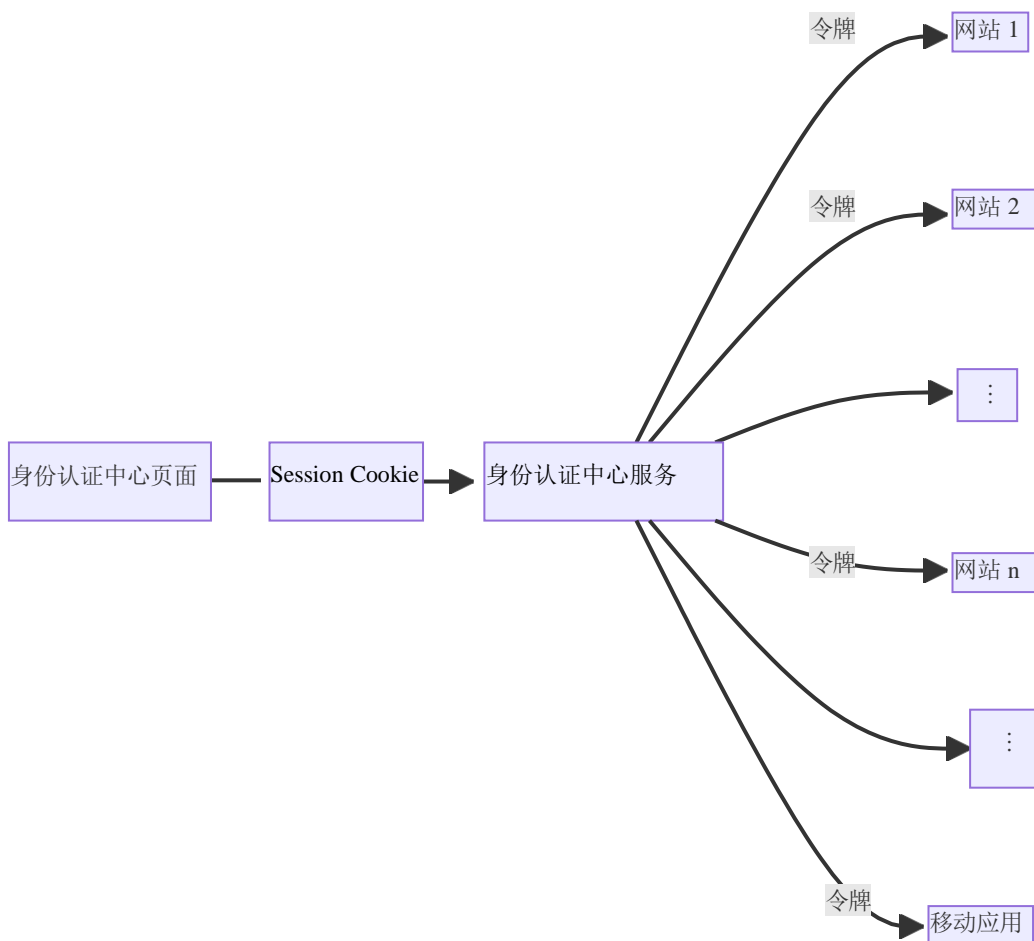 令牌
网站 1
令牌
网站 2
⋮
身份认证中心页面
Session Cookie
身份认证中心服务
令牌
网站 n
⋮
令牌
移动应用